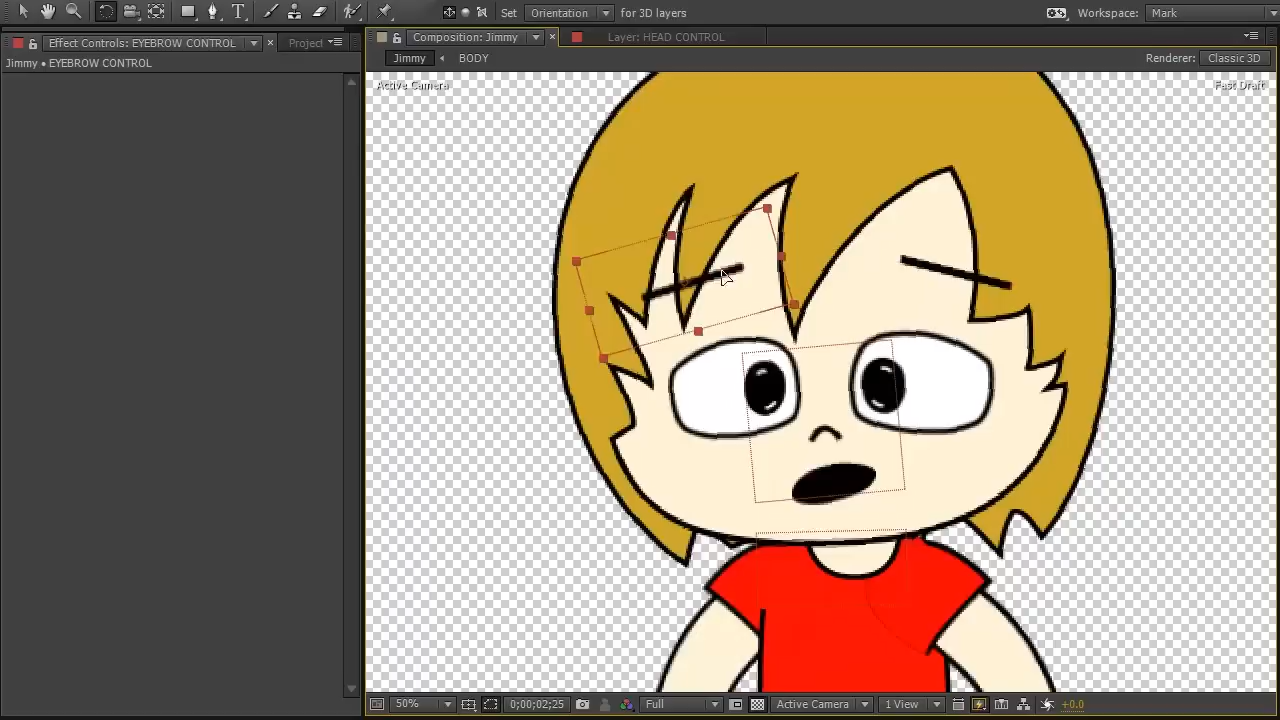 Set Orientation for 3D layers Workspace: Mark
Effect Controls: EYEBROW CONTROL × Project Composition: Jimmy × Layer: HEAD CONTROL
Jimmy • EYEBROW CONTROL Jimmy BODY Renderer: Classic 3D
Active Camera Fast Draft
50% 0;00;02;25 Full Active Camera 1 View +0.0